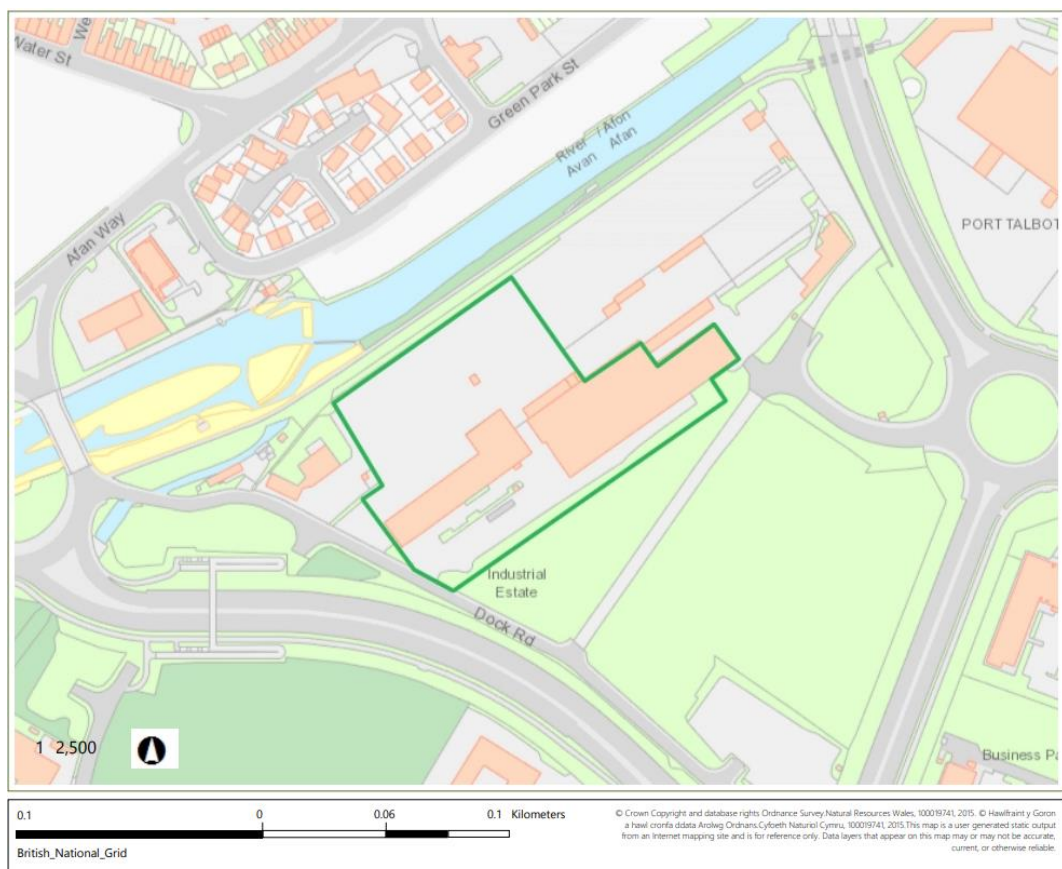 Water St
We
Green Park St
River / Afon
Avan Afan
Afan Way
PORT TALBOT
Industrial
Estate
Dock Rd
Business Pa
1 2,500
0.1 0 0.06 0.1 Kilometers
British_National_Grid
© Crown Copyright and database rights Ordnance Survey.Natural Resources Wales, 100019741, 2015. © Hawlfraint y Goron
a hawl cronfa ddata Arolwg Ordnans.Cyfoeth Naturiol Cymru, 100019741, 2015.This map is a user generated static output
from an Internet mapping site and is for reference only. Data layers that appear on this map may or may not be accurate,
current, or otherwise reliable.